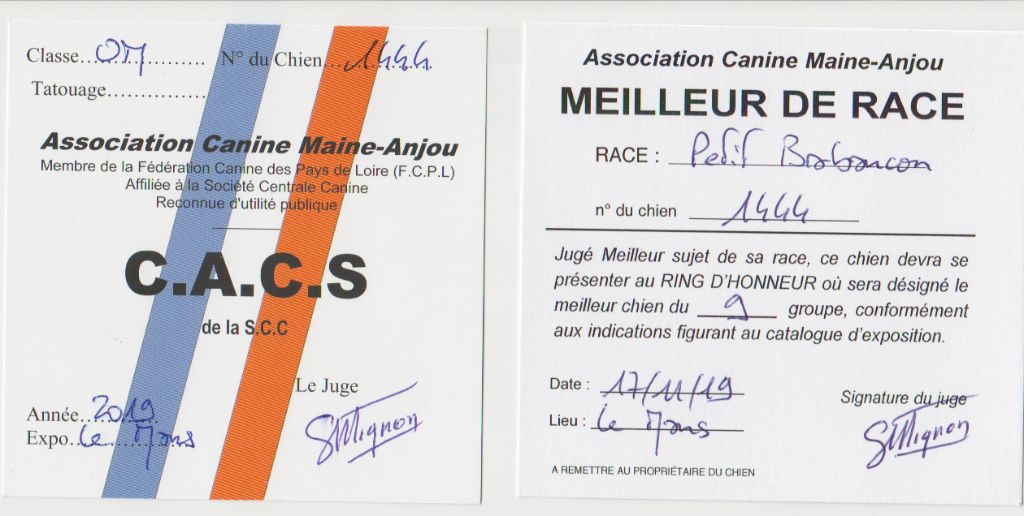 Classe...OM................... N° du Chien....1444.
Tatouage..................
Association Canine Maine-Anjou
Membre de la Fédération Canine des Pays de Loire (F.C.P.L)
Affiliée à la Société Centrale Canine
Reconnue d'utilité publique
C.A.C.S
de la S.C.C
Le Juge
Année..2019
Expo.Le Mans
GMignon
Association Canine Maine-Anjou
MEILLEUR DE RACE
RACE : Petit Brabancon
n° du chien 1444
Jugé Meilleur sujet de sa race, ce chien devra se
présenter au RING D'HONNEUR où sera désigné le
meilleur chien du 9 groupe, conformément
aux indications figurant au catalogue d'exposition.
Date : 17/11/19
Signature du juge
Lieu : Le Mans
GMignon
A REMETTRE AU PROPRIÉTAIRE DU CHIEN